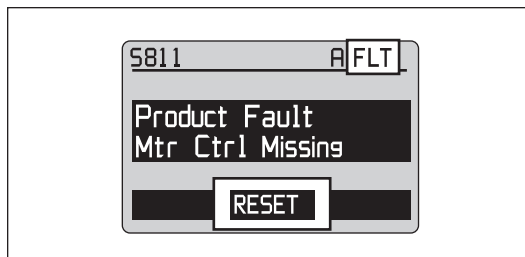 S811 A FLT
Product Fault
Mtr Ctrl Missing
RESET